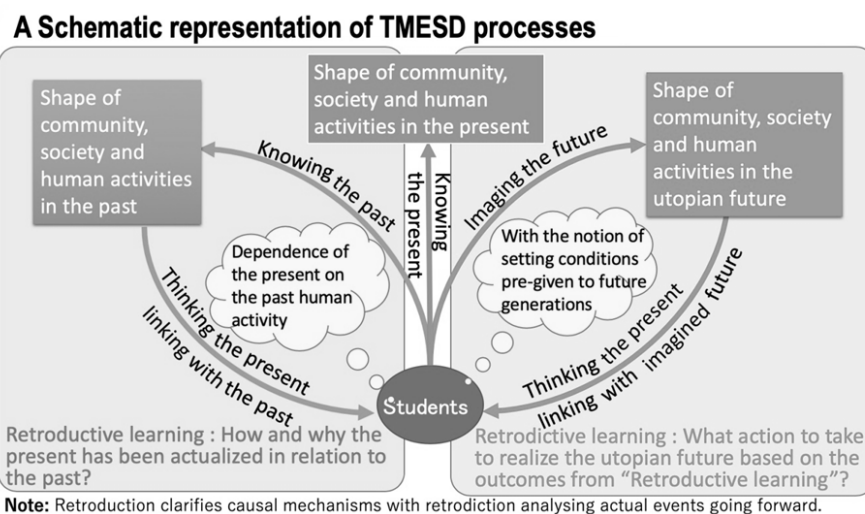 A Schematic representation of TMESD processes
Shape of
community,
society and
human activities
in the past
Shape of community,
society and human
activities in the present
Shape of
community, society
and human
activities in the
utopian future
Knowing the past
Knowing
the present
Imaging the future
Dependence of
the present on
the past human
activity
With the notion of
setting conditions
pre-given to future
generations
Thinking the present
linking with the past
Thinking the present
linking with imagined future
Students
Retroductive learning : How and why the
present has been actualized in relation to
the past?
Retrodictive learning : What action to take
to realize the utopian future based on the
outcomes from “Retroductive learning”?
Note: Retroduction clarifies causal mechanisms with retrodiction analysing actual events going forward.